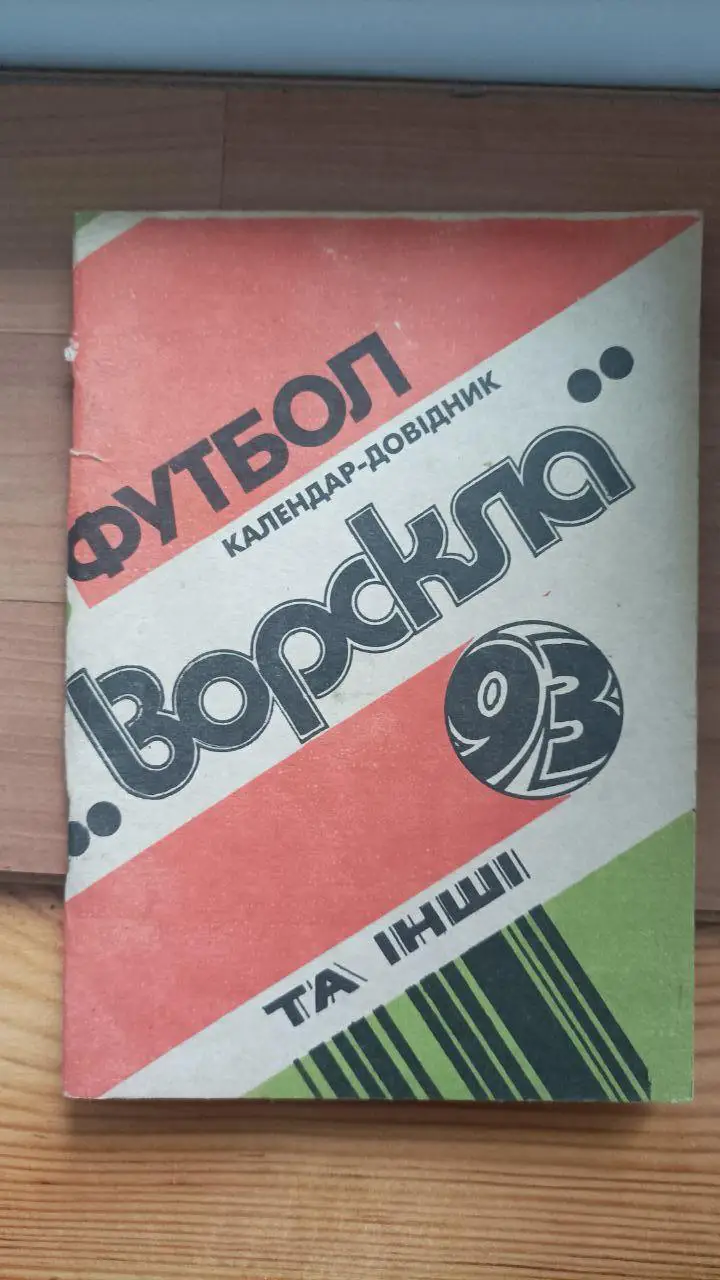 ФУТБОЛ
КАЛЕНДАР-ДОВІДНИК
„Ворскла“
93
ТА ІНШІ